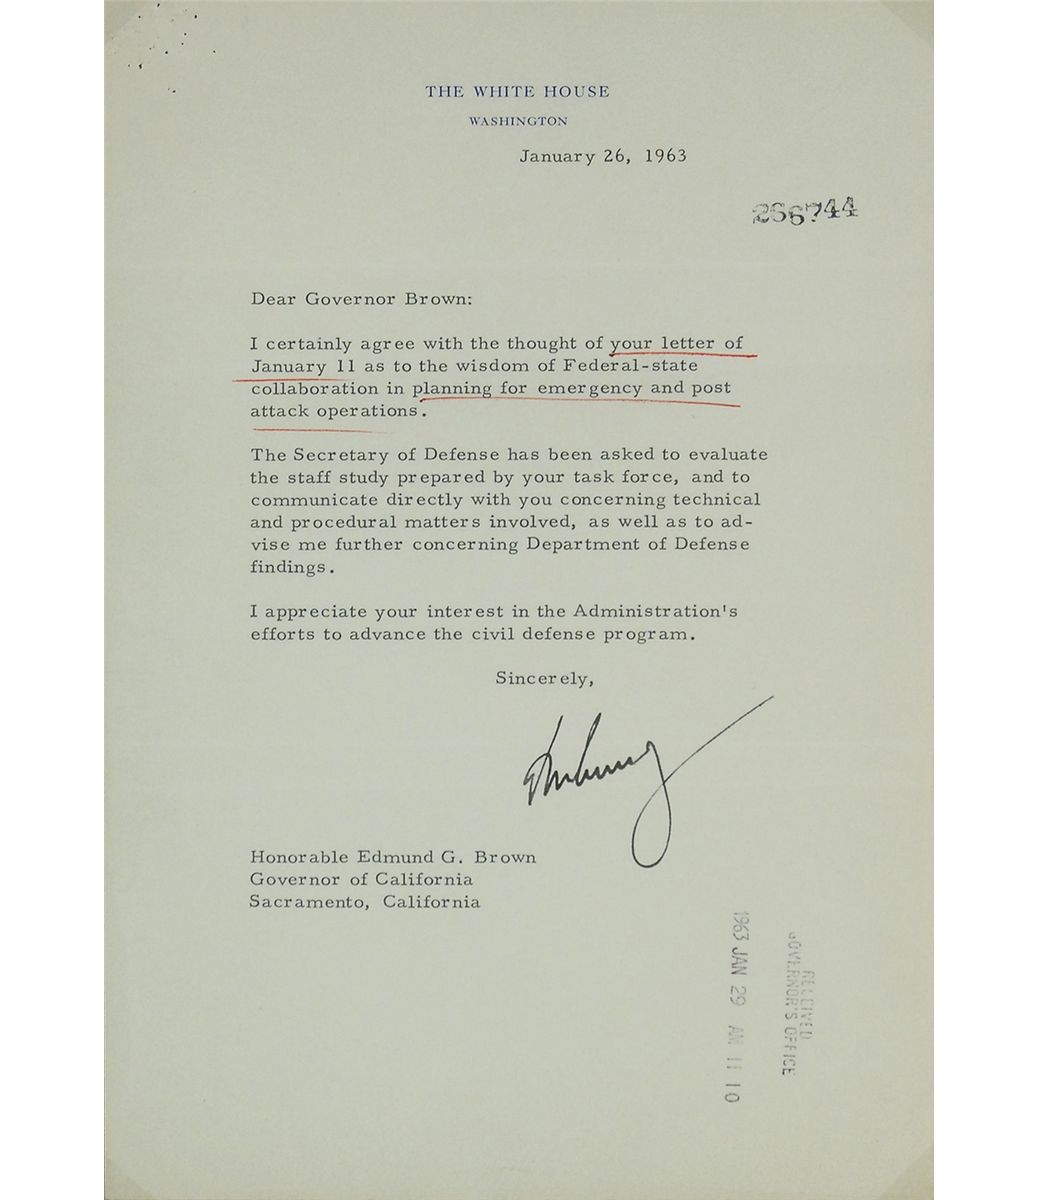 THE WHITE HOUSE
WASHINGTON
January 26, 1963
256744
Dear Governor Brown:
I certainly agree with the thought of your letter of
January 11 as to the wisdom of Federal-state
collaboration in planning for emergency and post
attack operations.
The Secretary of Defense has been asked to evaluate
the staff study prepared by your task force, and to
communicate directly with you concerning technical
and procedural matters involved, as well as to ad-
vise me further concerning Department of Defense
findings.
I appreciate your interest in the Administration's
efforts to advance the civil defense program.
Sincerely,
Honorable Edmund G. Brown
Governor of California
Sacramento, California
RECEIVED
GOVERNOR'S OFFICE
1963 JAN 29 AM 11 10